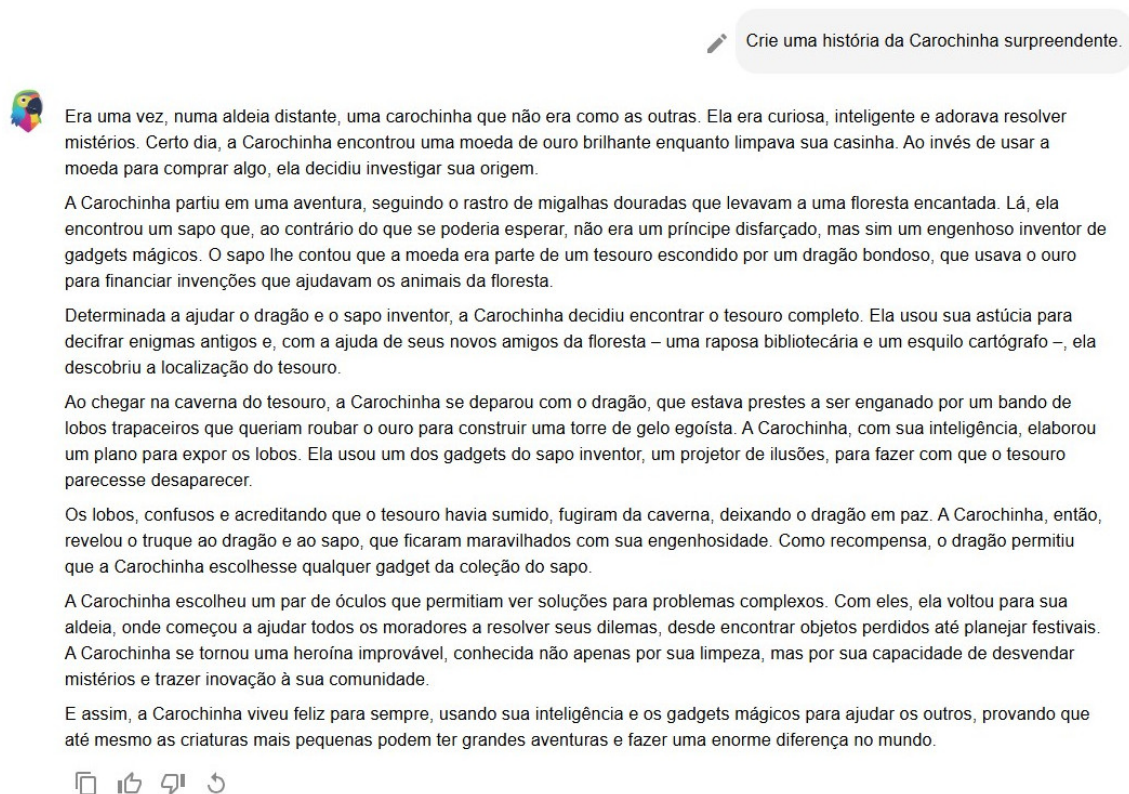 Crie uma história da Carochinha surpreendente.
Era uma vez, numa aldeia distante, uma carochinha que não era como as outras. Ela era curiosa, inteligente e adorava resolver
mistérios. Certo dia, a Carochinha encontrou uma moeda de ouro brilhante enquanto limpava sua casinha. Ao invés de usar a
moeda para comprar algo, ela decidiu investigar sua origem.
A Carochinha partiu em uma aventura, seguindo o rastro de migalhas douradas que levavam a uma floresta encantada. Lá, ela
encontrou um sapo que, ao contrário do que se poderia esperar, não era um príncipe disfarçado, mas sim um engenhoso inventor de
gadgets mágicos. O sapo lhe contou que a moeda era parte de um tesouro escondido por um dragão bondoso, que usava o ouro
para financiar invenções que ajudavam os animais da floresta.
Determinada a ajudar o dragão e o sapo inventor, a Carochinha decidiu encontrar o tesouro completo. Ela usou sua astúcia para
decifrar enigmas antigos e, com a ajuda de seus novos amigos da floresta – uma raposa bibliotecária e um esquilo cartógrafo –, ela
descobriu a localização do tesouro.
Ao chegar na caverna do tesouro, a Carochinha se deparou com o dragão, que estava prestes a ser enganado por um bando de
lobos trapaceiros que queriam roubar o ouro para construir uma torre de gelo egoísta. A Carochinha, com sua inteligência, elaborou
um plano para expor os lobos. Ela usou um dos gadgets do sapo inventor, um projetor de ilusões, para fazer com que o tesouro
parecesse desaparecer.
Os lobos, confusos e acreditando que o tesouro havia sumido, fugiram da caverna, deixando o dragão em paz. A Carochinha, então,
revelou o truque ao dragão e ao sapo, que ficaram maravilhados com sua engenhosidade. Como recompensa, o dragão permitiu
que a Carochinha escolhesse qualquer gadget da coleção do sapo.
A Carochinha escolheu um par de óculos que permitiam ver soluções para problemas complexos. Com eles, ela voltou para sua
aldeia, onde começou a ajudar todos os moradores a resolver seus dilemas, desde encontrar objetos perdidos até planejar festivais.
A Carochinha se tornou uma heroína improvável, conhecida não apenas por sua limpeza, mas por sua capacidade de desvendar
mistérios e trazer inovação à sua comunidade.
E assim, a Carochinha viveu feliz para sempre, usando sua inteligência e os gadgets mágicos para ajudar os outros, provando que
até mesmo as criaturas mais pequenas podem ter grandes aventuras e fazer uma enorme diferença no mundo.